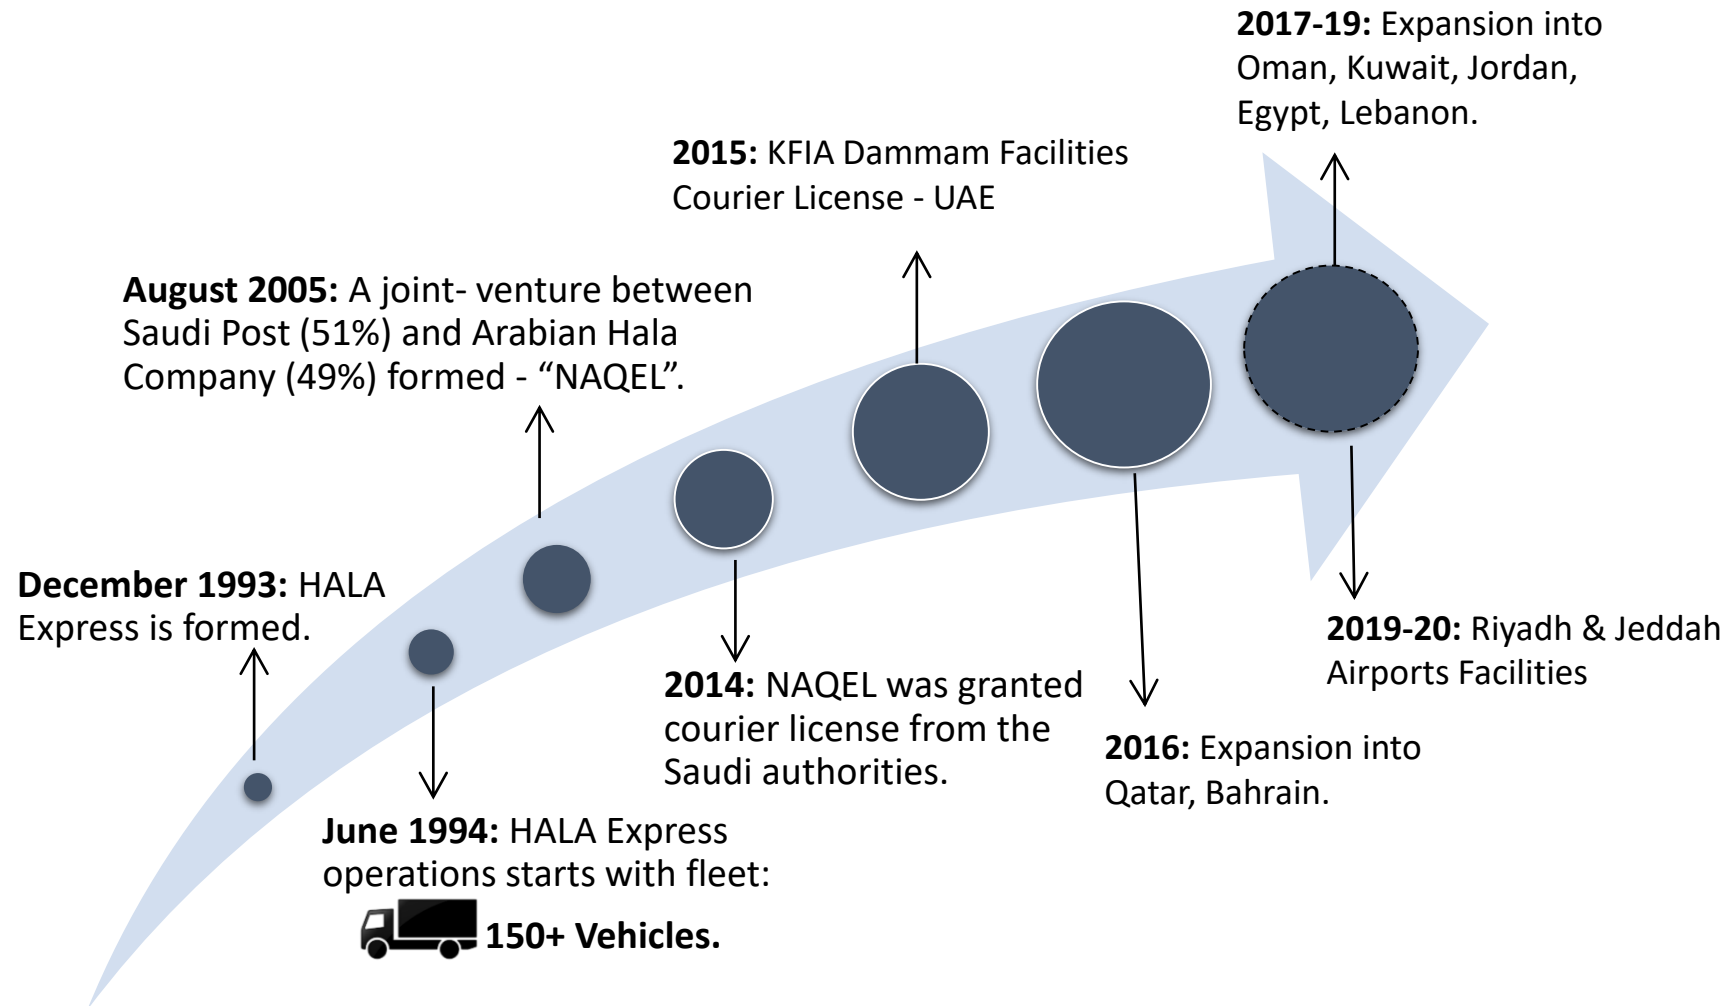 December 1993: HALA
Express is formed.
June 1994: HALA Express
operations starts with fleet:
150+ Vehicles.
August 2005: A joint- venture between
Saudi Post (51%) and Arabian Hala
Company (49%) formed - “NAQEL”.
2014: NAQEL was granted
courier license from the
Saudi authorities.
2015: KFIA Dammam Facilities
Courier License - UAE
2016: Expansion into
Qatar, Bahrain.
2017-19: Expansion into
Oman, Kuwait, Jordan,
Egypt, Lebanon.
2019-20: Riyadh & Jeddah
Airports Facilities